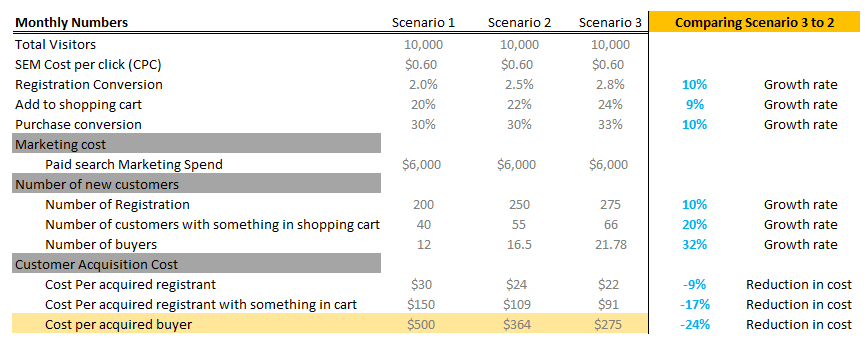 Monthly Numbers Scenario 1 Scenario 2 Scenario 3 Comparing Scenario 3 to 2
Total Visitors 10,000 10,000 10,000
SEM Cost per click (CPC) $0.60 $0.60 $0.60
Registration Conversion 2.0% 2.5% 2.8% 10% Growth rate
Add to shopping cart 20% 22% 24% 9% Growth rate
Purchase conversion 30% 30% 33% 10% Growth rate
Marketing cost
Paid search Marketing Spend $6,000 $6,000 $6,000
Number of new customers
Number of Registration 200 250 275 10% Growth rate
Number of customers with something in shopping cart 40 55 66 20% Growth rate
Number of buyers 12 16.5 21.78 32% Growth rate
Customer Acquisition Cost
Cost Per acquired registrant $30 $24 $22 -9% Reduction in cost
Cost Per acquired registrant with something in cart $150 $109 $91 -17% Reduction in cost
Cost per acquired buyer $500 $364 $275 -24% Reduction in cost